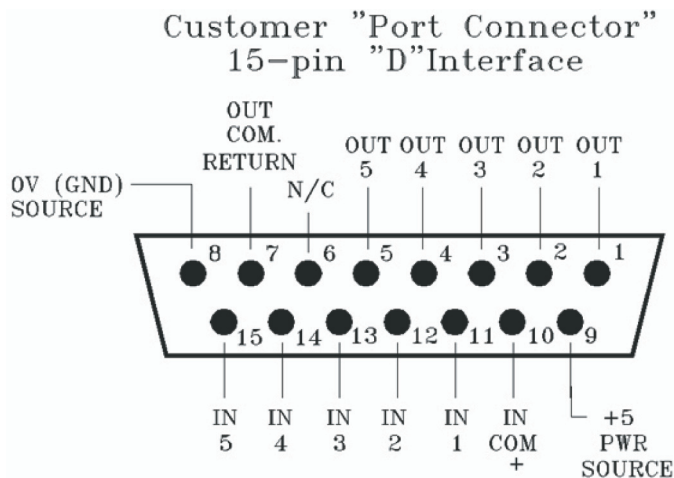 Customer "Port Connector"
15-pin "D"Interface
OUT
COM.
RETURN
0V (GND)
SOURCE
N/C
OUT OUT OUT OUT OUT
5 4 3 2 1
8 7 6 5 4 3 2 1
15 14 13 12 11 10 9
IN IN IN IN IN IN +5
5 4 3 2 1 COM PWR
+ SOURCE